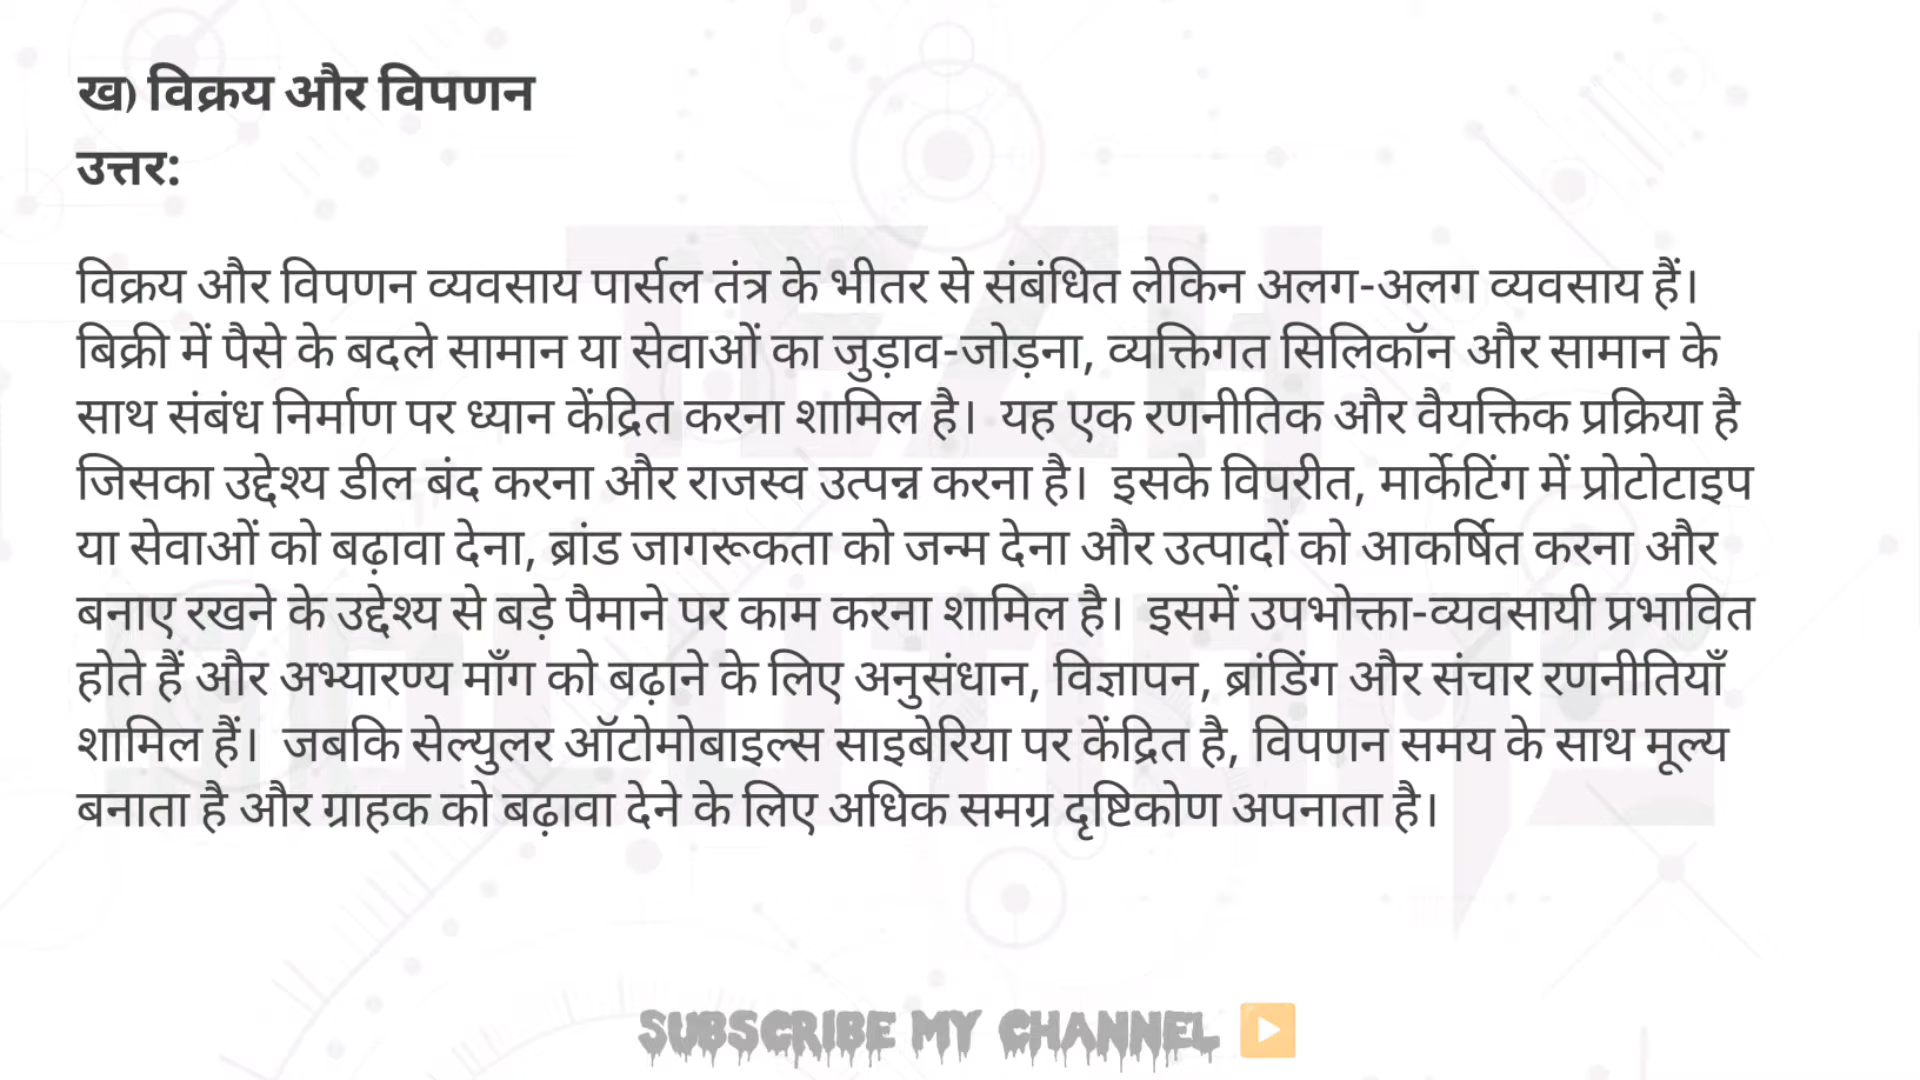 ख) विक्रय और विपणन
उत्तर:
विक्रय और विपणन व्यवसाय पार्सल तंत्र के भीतर से संबंधित लेकिन अलग-अलग व्यवसाय हैं।
बिक्री में पैसे के बदले सामान या सेवाओं का जुड़ाव-जोड़ना, व्यक्तिगत सिलिकॉन और सामान के
साथ संबंध निर्माण पर ध्यान केंद्रित करना शामिल है। यह एक रणनीतिक और वैयक्तिक प्रक्रिया है
जिसका उद्देश्य डील बंद करना और राजस्व उत्पन्न करना है। इसके विपरीत, मार्केटिंग में प्रोटोटाइप
या सेवाओं को बढ़ावा देना, ब्रांड जागरूकता को जन्म देना और उत्पादों को आकर्षित करना और
बनाए रखने के उद्देश्य से बड़े पैमाने पर काम करना शामिल है। इसमें उपभोक्ता-व्यवसायी प्रभावित
होते हैं और अभ्यारण्य माँग को बढ़ाने के लिए अनुसंधान, विज्ञापन, ब्रांडिंग और संचार रणनीतियाँ
शामिल हैं। जबकि सेल्युलर ऑटोमोबाइल्स साइबेरिया पर केंद्रित है, विपणन समय के साथ मूल्य
बनाता है और ग्राहक को बढ़ावा देने के लिए अधिक समग्र दृष्टिकोण अपनाता है।
SUBSCRIBE MY CHANNEL